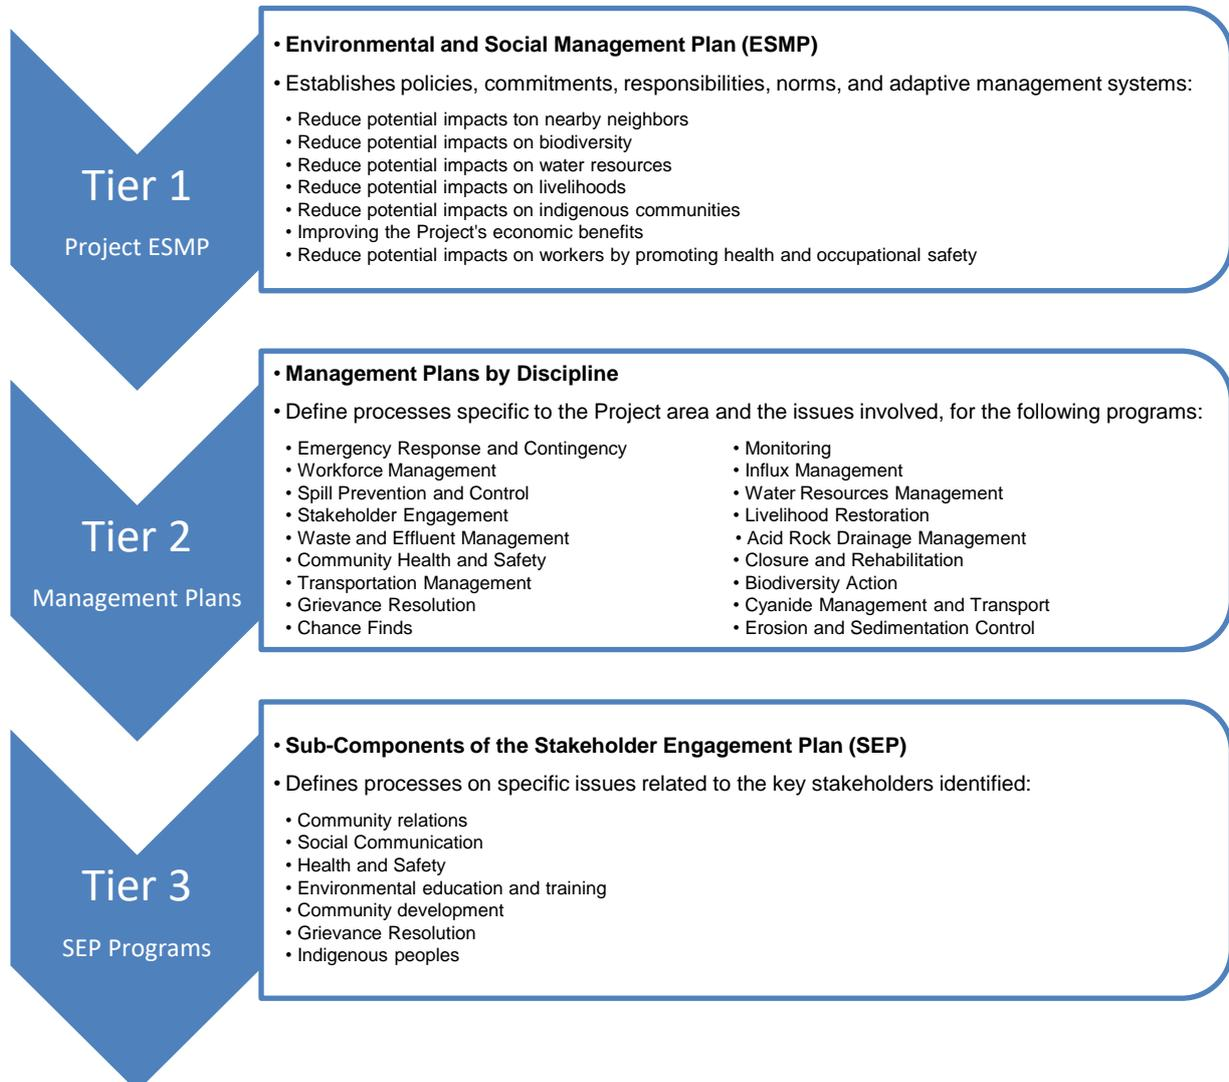 Tier 1
Project ESMP
• Environmental and Social Management Plan (ESMP)
• Establishes policies, commitments, responsibilities, norms, and adaptive management systems:
• Reduce potential impacts ton nearby neighbors
• Reduce potential impacts on biodiversity
• Reduce potential impacts on water resources
• Reduce potential impacts on livelihoods
• Reduce potential impacts on indigenous communities
• Improving the Project's economic benefits
• Reduce potential impacts on workers by promoting health and occupational safety
Tier 2
Management Plans
• Management Plans by Discipline
• Define processes specific to the Project area and the issues involved, for the following programs:
• Emergency Response and Contingency
• Workforce Management
• Spill Prevention and Control
• Stakeholder Engagement
• Waste and Effluent Management
• Community Health and Safety
• Transportation Management
• Grievance Resolution
• Chance Finds
• Monitoring
• Influx Management
• Water Resources Management
• Livelihood Restoration
• Acid Rock Drainage Management
• Closure and Rehabilitation
• Biodiversity Action
• Cyanide Management and Transport
• Erosion and Sedimentation Control
Tier 3
SEP Programs
• Sub-Components of the Stakeholder Engagement Plan (SEP)
• Defines processes on specific issues related to the key stakeholders identified:
• Community relations
• Social Communication
• Health and Safety
• Environmental education and training
• Community development
• Grievance Resolution
• Indigenous peoples